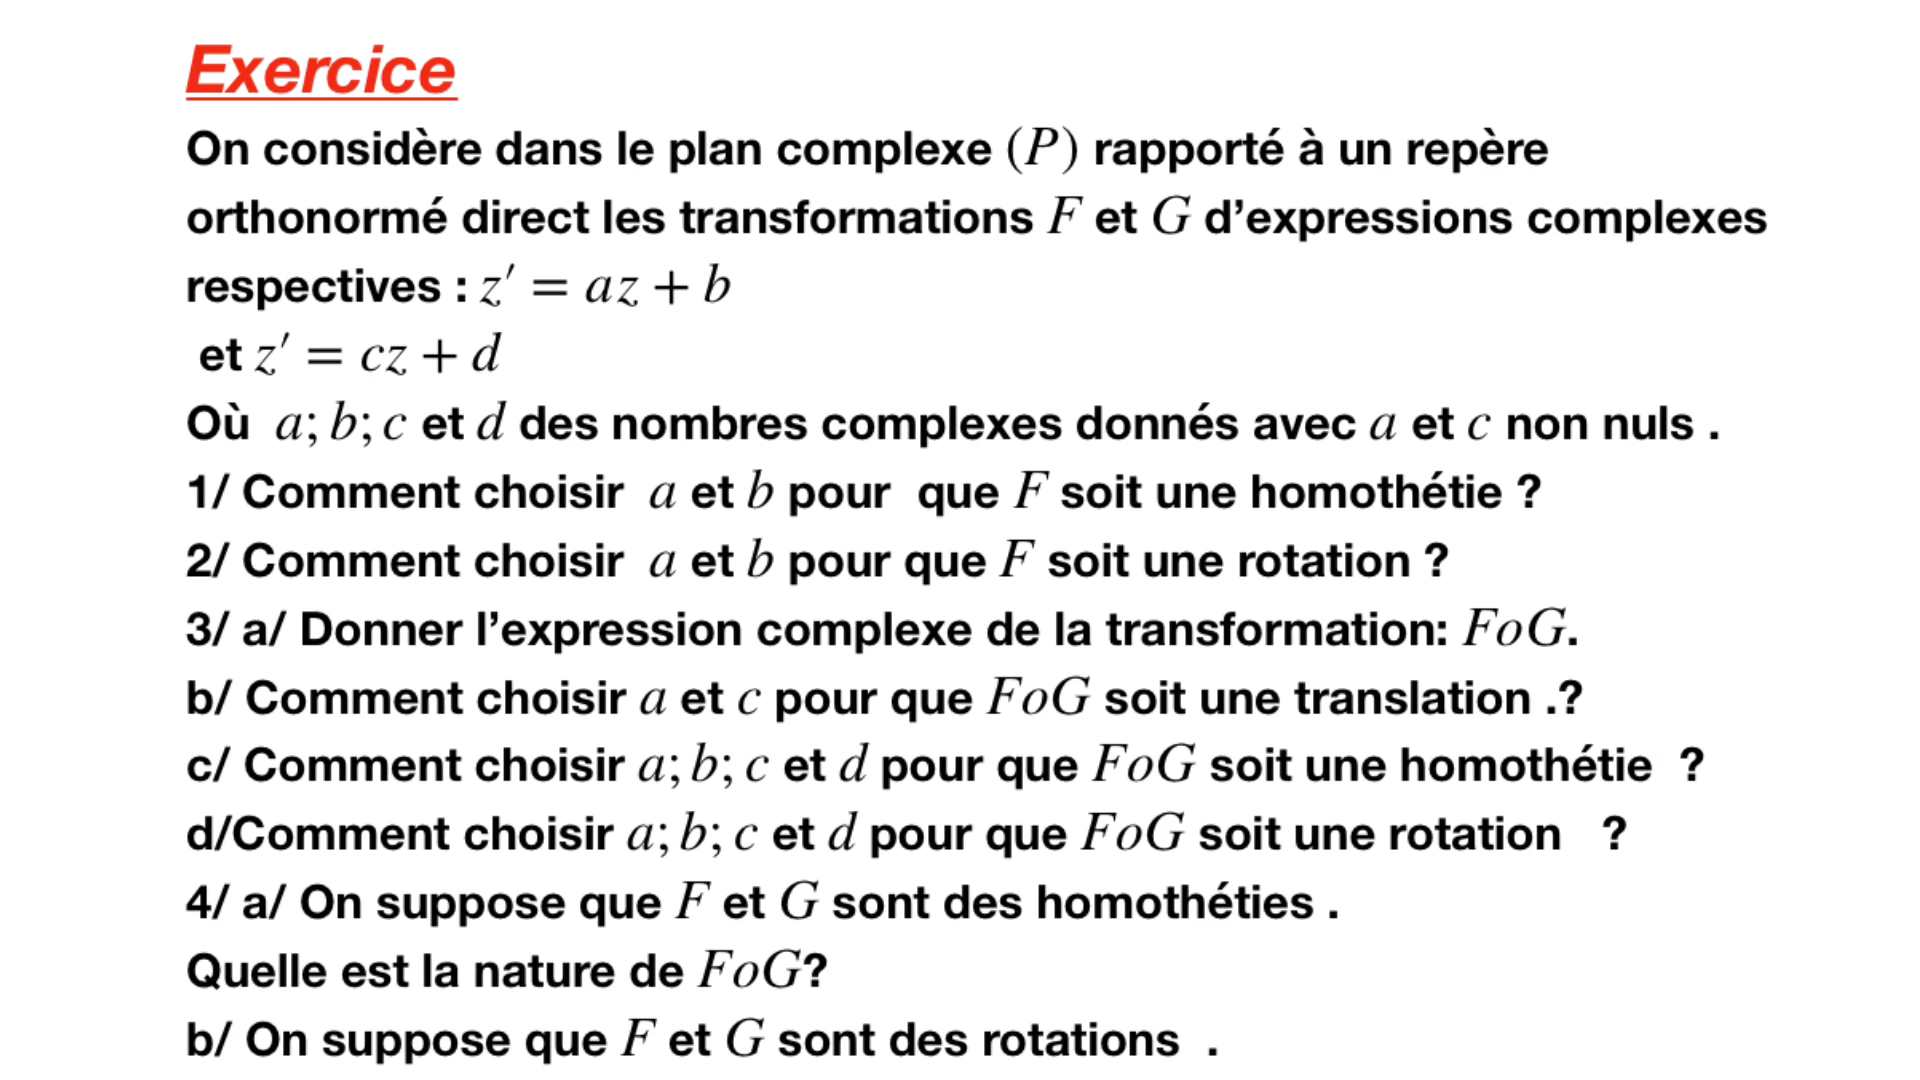 Exercice
On considère dans le plan complexe (P) rapporté à un repère
orthonormé direct les transformations F et G d’expressions complexes
respectives : z′ = az + b
et z′ = cz + d
Où a; b; c et d des nombres complexes donnés avec a et c non nuls .
1/ Comment choisir a et b pour que F soit une homothétie ?
2/ Comment choisir a et b pour que F soit une rotation ?
3/ a/ Donner l’expression complexe de la transformation: FoG.
b/ Comment choisir a et c pour que FoG soit une translation .?
c/ Comment choisir a; b; c et d pour que FoG soit une homothétie ?
d/Comment choisir a; b; c et d pour que FoG soit une rotation ?
4/ a/ On suppose que F et G sont des homothéties .
Quelle est la nature de FoG?
b/ On suppose que F et G sont des rotations .